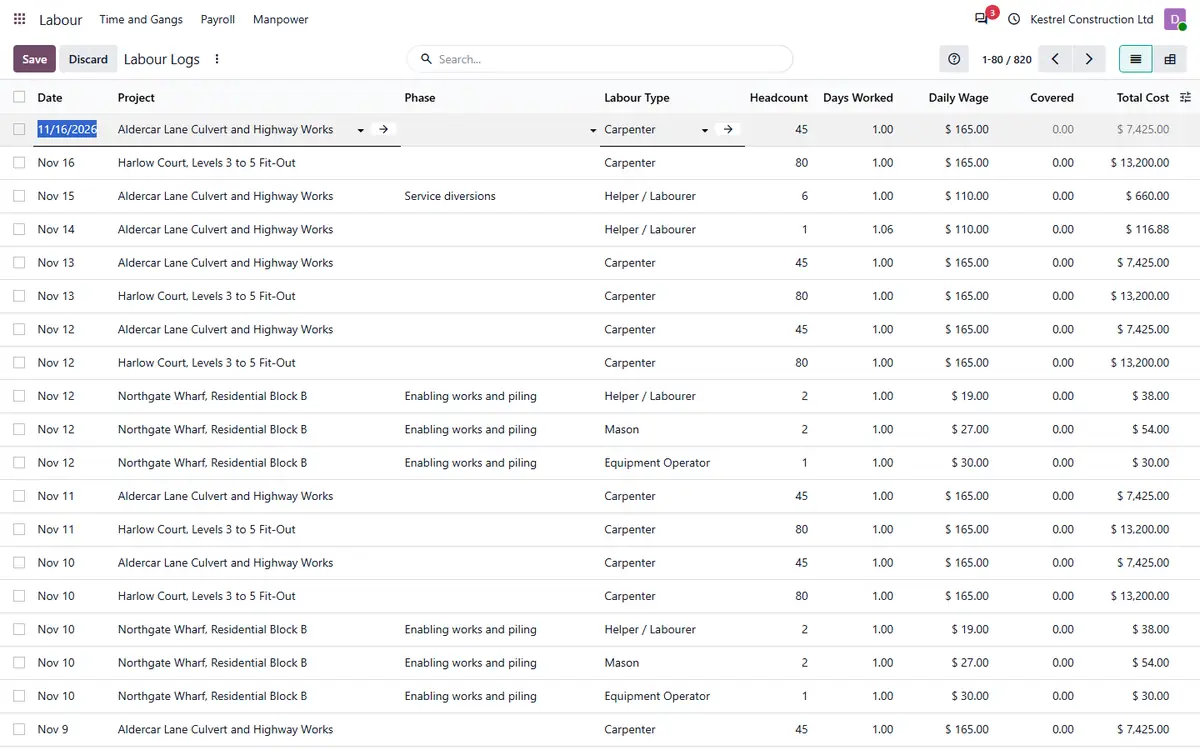 Labour Time and Gangs Payroll Manpower 3 Kestrel Construction Ltd D
Save Discard Labour Logs Search... 1-80 / 820
Date Project Phase Labour Type Headcount Days Worked Daily Wage Covered Total Cost
11/16/2026 Aldercar Lane Culvert and Highway Works Carpenter 45 1.00 $ 165.00 0.00 $ 7,425.00
Nov 16 Harlow Court, Levels 3 to 5 Fit-Out Carpenter 80 1.00 $ 165.00 0.00 $ 13,200.00
Nov 15 Aldercar Lane Culvert and Highway Works Service diversions Helper / Labourer 6 1.00 $ 110.00 0.00 $ 660.00
Nov 14 Aldercar Lane Culvert and Highway Works Helper / Labourer 1 1.06 $ 110.00 0.00 $ 116.88
Nov 13 Aldercar Lane Culvert and Highway Works Carpenter 45 1.00 $ 165.00 0.00 $ 7,425.00
Nov 13 Harlow Court, Levels 3 to 5 Fit-Out Carpenter 80 1.00 $ 165.00 0.00 $ 13,200.00
Nov 12 Aldercar Lane Culvert and Highway Works Carpenter 45 1.00 $ 165.00 0.00 $ 7,425.00
Nov 12 Harlow Court, Levels 3 to 5 Fit-Out Carpenter 80 1.00 $ 165.00 0.00 $ 13,200.00
Nov 12 Northgate Wharf, Residential Block B Enabling works and piling Helper / Labourer 2 1.00 $ 19.00 0.00 $ 38.00
Nov 12 Northgate Wharf, Residential Block B Enabling works and piling Mason 2 1.00 $ 27.00 0.00 $ 54.00
Nov 12 Northgate Wharf, Residential Block B Enabling works and piling Equipment Operator 1 1.00 $ 30.00 0.00 $ 30.00
Nov 11 Aldercar Lane Culvert and Highway Works Carpenter 45 1.00 $ 165.00 0.00 $ 7,425.00
Nov 11 Harlow Court, Levels 3 to 5 Fit-Out Carpenter 80 1.00 $ 165.00 0.00 $ 13,200.00
Nov 10 Aldercar Lane Culvert and Highway Works Carpenter 45 1.00 $ 165.00 0.00 $ 7,425.00
Nov 10 Harlow Court, Levels 3 to 5 Fit-Out Carpenter 80 1.00 $ 165.00 0.00 $ 13,200.00
Nov 10 Northgate Wharf, Residential Block B Enabling works and piling Helper / Labourer 2 1.00 $ 19.00 0.00 $ 38.00
Nov 10 Northgate Wharf, Residential Block B Enabling works and piling Mason 2 1.00 $ 27.00 0.00 $ 54.00
Nov 10 Northgate Wharf, Residential Block B Enabling works and piling Equipment Operator 1 1.00 $ 30.00 0.00 $ 30.00
Nov 9 Aldercar Lane Culvert and Highway Works Carpenter 45 1.00 $ 165.00 0.00 $ 7,425.00